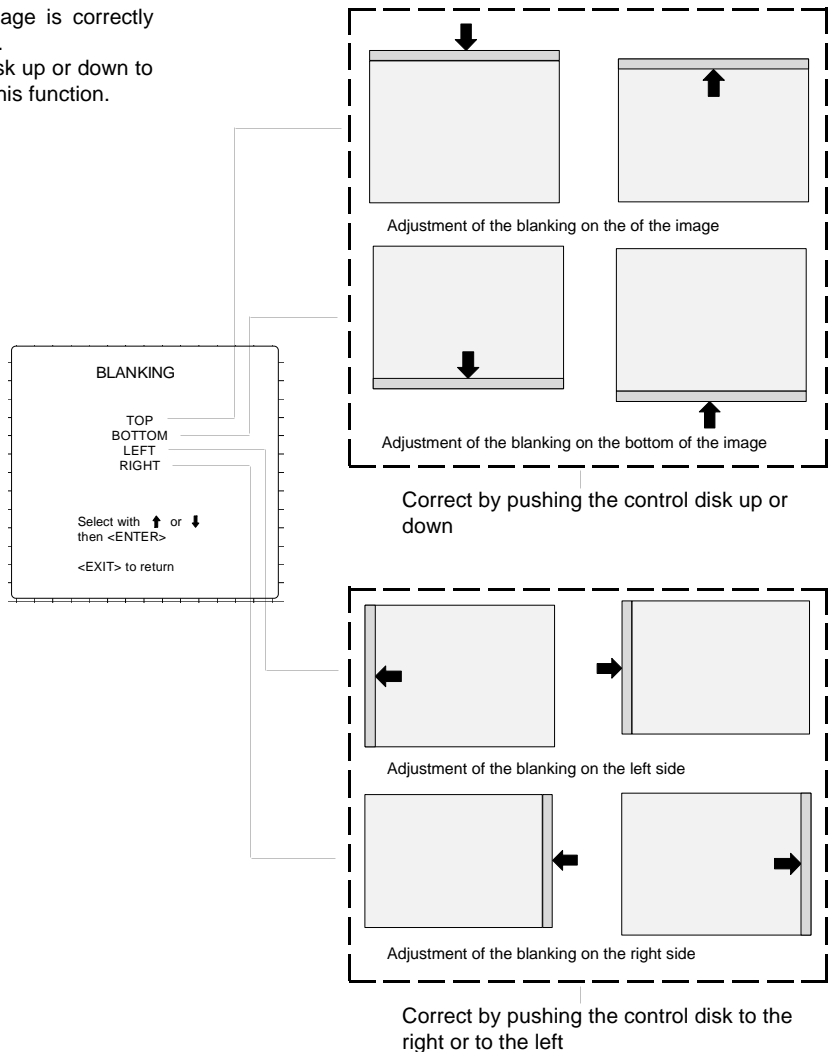 age is correctly
.
sk up or down to
his function.
Adjustment of the blanking on the of the image
Adjustment of the blanking on the bottom of the image
Correct by pushing the control disk up or
down
BLANKING
TOP
BOTTOM
LEFT
RIGHT
Select with ⬆ or ⬇
then <ENTER>
<EXIT> to return
Adjustment of the blanking on the left side
Adjustment of the blanking on the right side
Correct by pushing the control disk to the
right or to the left